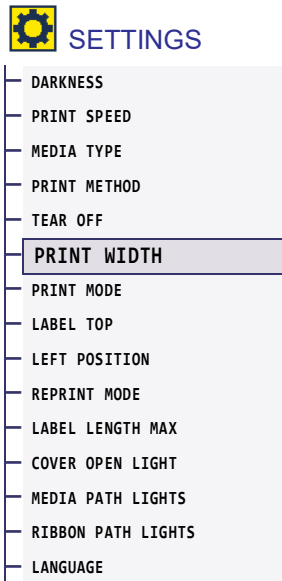 SETTINGS
DARKNESS
PRINT SPEED
MEDIA TYPE
PRINT METHOD
TEAR OFF
PRINT WIDTH
PRINT MODE
LABEL TOP
LEFT POSITION
REPRINT MODE
LABEL LENGTH MAX
COVER OPEN LIGHT
MEDIA PATH LIGHTS
RIBBON PATH LIGHTS
LANGUAGE